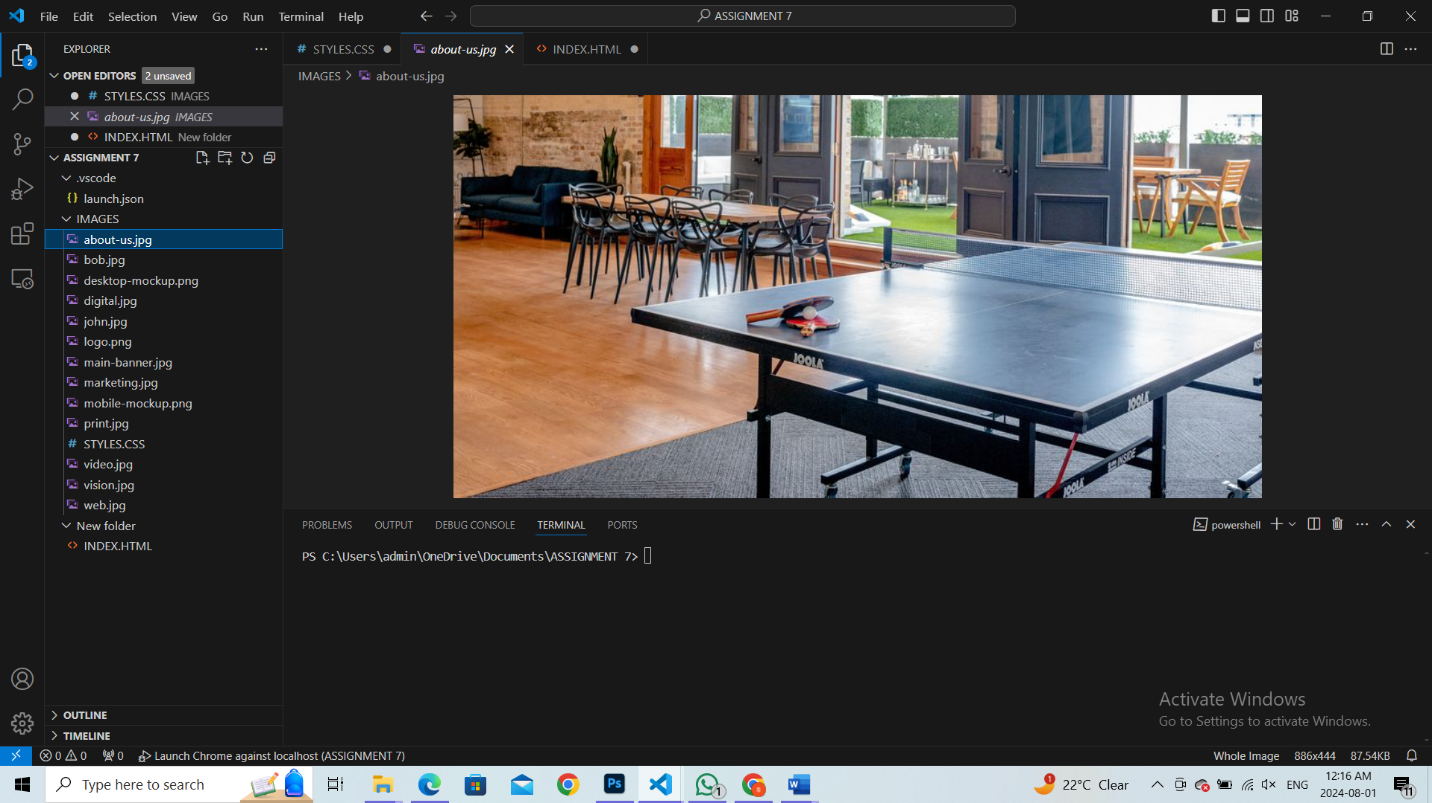 File Edit Selection View Go Run Terminal Help
ASSIGNMENT 7
EXPLORER
OPEN EDITORS 2 unsaved
STYLES.CSS IMAGES
about-us.jpg IMAGES
INDEX.HTML New folder
ASSIGNMENT 7
.vscode
launch.json
IMAGES
about-us.jpg
bob.jpg
desktop-mockup.png
digital.jpg
john.jpg
logo.png
main-banner.jpg
marketing.jpg
mobile-mockup.png
print.jpg
STYLES.CSS
video.jpg
vision.jpg
web.jpg
New folder
INDEX.HTML
OUTLINE
TIMELINE
2
STYLES.CSS about-us.jpg INDEX.HTML
IMAGES > about-us.jpg
JOOLA
JOOLA
INSIDE
JOOLA
PROBLEMS OUTPUT DEBUG CONSOLE TERMINAL PORTS
powershell
PS C:\Users\admin\OneDrive\Documents\ASSIGNMENT 7>
Activate Windows
Go to Settings to activate Windows.
0 0 0 Launch Chrome against localhost (ASSIGNMENT 7) Whole Image 886x444 87.54KB
Type here to search
Ps
1
S
W
1
22°C Clear
ENG
12:16 AM
2024-08-01
11